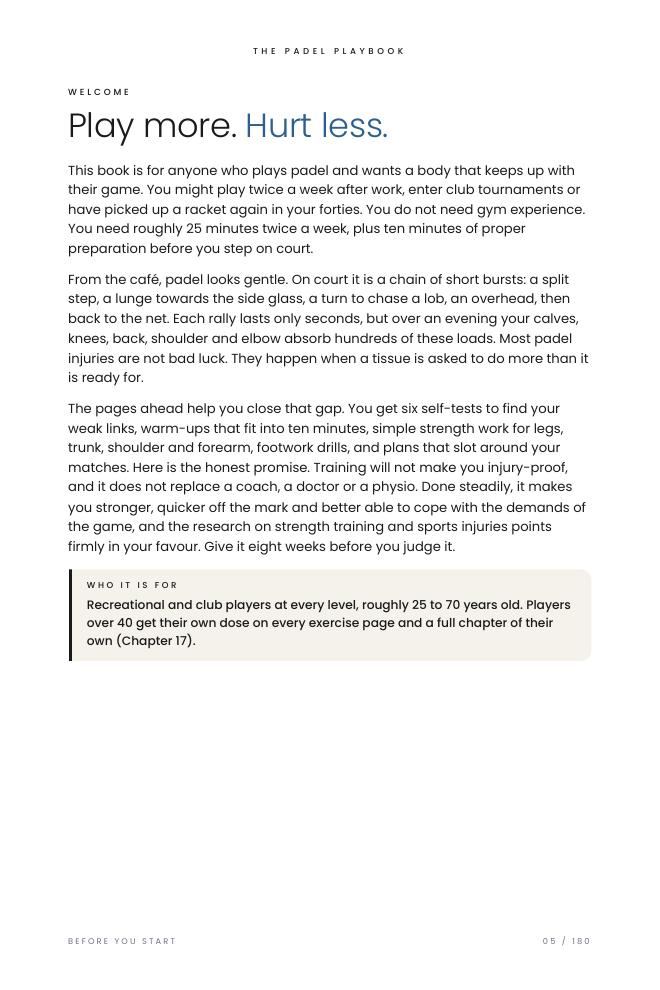 THE PADEL PLAYBOOK
WELCOME
Play more. Hurt less.
This book is for anyone who plays padel and wants a body that keeps up with
their game. You might play twice a week after work, enter club tournaments or
have picked up a racket again in your forties. You do not need gym experience.
You need roughly 25 minutes twice a week, plus ten minutes of proper
preparation before you step on court.
From the café, padel looks gentle. On court it is a chain of short bursts: a split
step, a lunge towards the side glass, a turn to chase a lob, an overhead, then
back to the net. Each rally lasts only seconds, but over an evening your calves,
knees, back, shoulder and elbow absorb hundreds of these loads. Most padel
injuries are not bad luck. They happen when a tissue is asked to do more than it
is ready for.
The pages ahead help you close that gap. You get six self-tests to find your
weak links, warm-ups that fit into ten minutes, simple strength work for legs,
trunk, shoulder and forearm, footwork drills, and plans that slot around your
matches. Here is the honest promise. Training will not make you injury-proof,
and it does not replace a coach, a doctor or a physio. Done steadily, it makes
you stronger, quicker off the mark and better able to cope with the demands of
the game, and the research on strength training and sports injuries points
firmly in your favour. Give it eight weeks before you judge it.
WHO IT IS FOR
Recreational and club players at every level, roughly 25 to 70 years old. Players
over 40 get their own dose on every exercise page and a full chapter of their
own (Chapter 17).
BEFORE YOU START
05 / 180